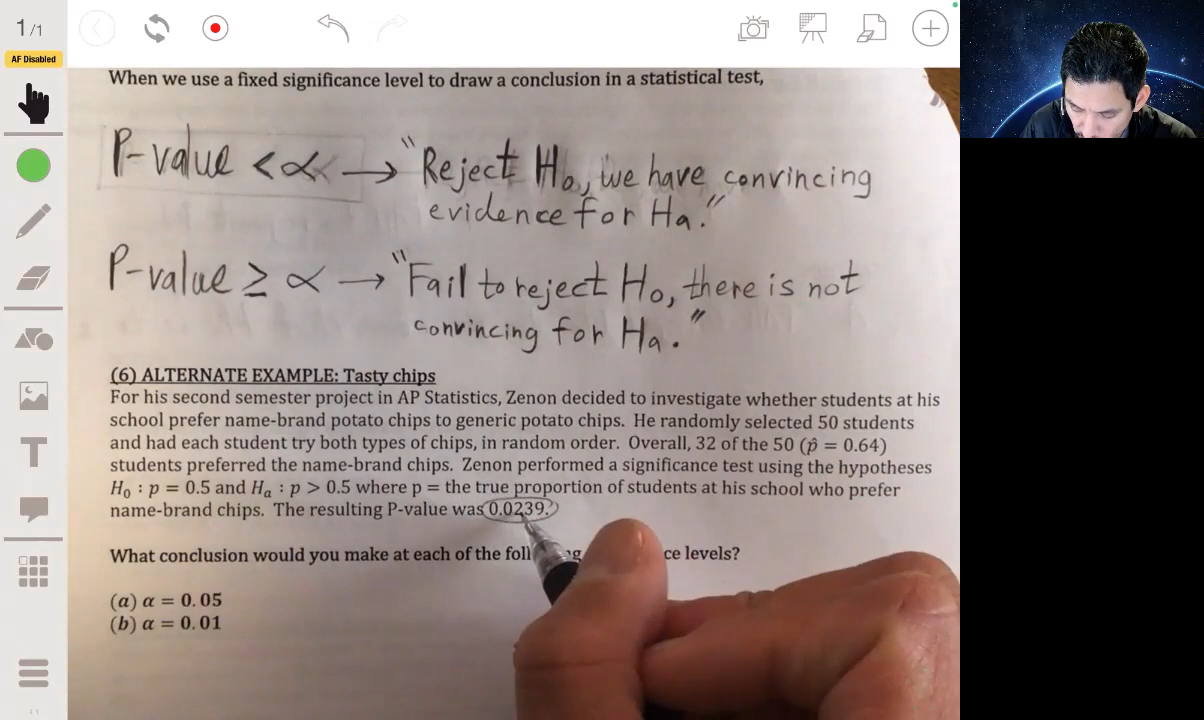 1/1
AF Disabled
When we use a fixed significance level to draw a conclusion in a statistical test,
P-value < α → "Reject H₀, we have convincing
evidence for Hₐ."
P-value ≥ α → "Fail to reject H₀, there is not
convincing for Hₐ."
(6) ALTERNATE EXAMPLE: Tasty chips
For his second semester project in AP Statistics, Zenon decided to investigate whether students at his
school prefer name-brand potato chips to generic potato chips. He randomly selected 50 students
and had each student try both types of chips, in random order. Overall, 32 of the 50 (p̂ = 0.64)
students preferred the name-brand chips. Zenon performed a significance test using the hypotheses
H₀ : p = 0.5 and Hₐ : p > 0.5 where p = the true proportion of students at his school who prefer
name-brand chips. The resulting P-value was 0.0239.
What conclusion would you make at each of the levels?
(a) α = 0.05
(b) α = 0.01
T